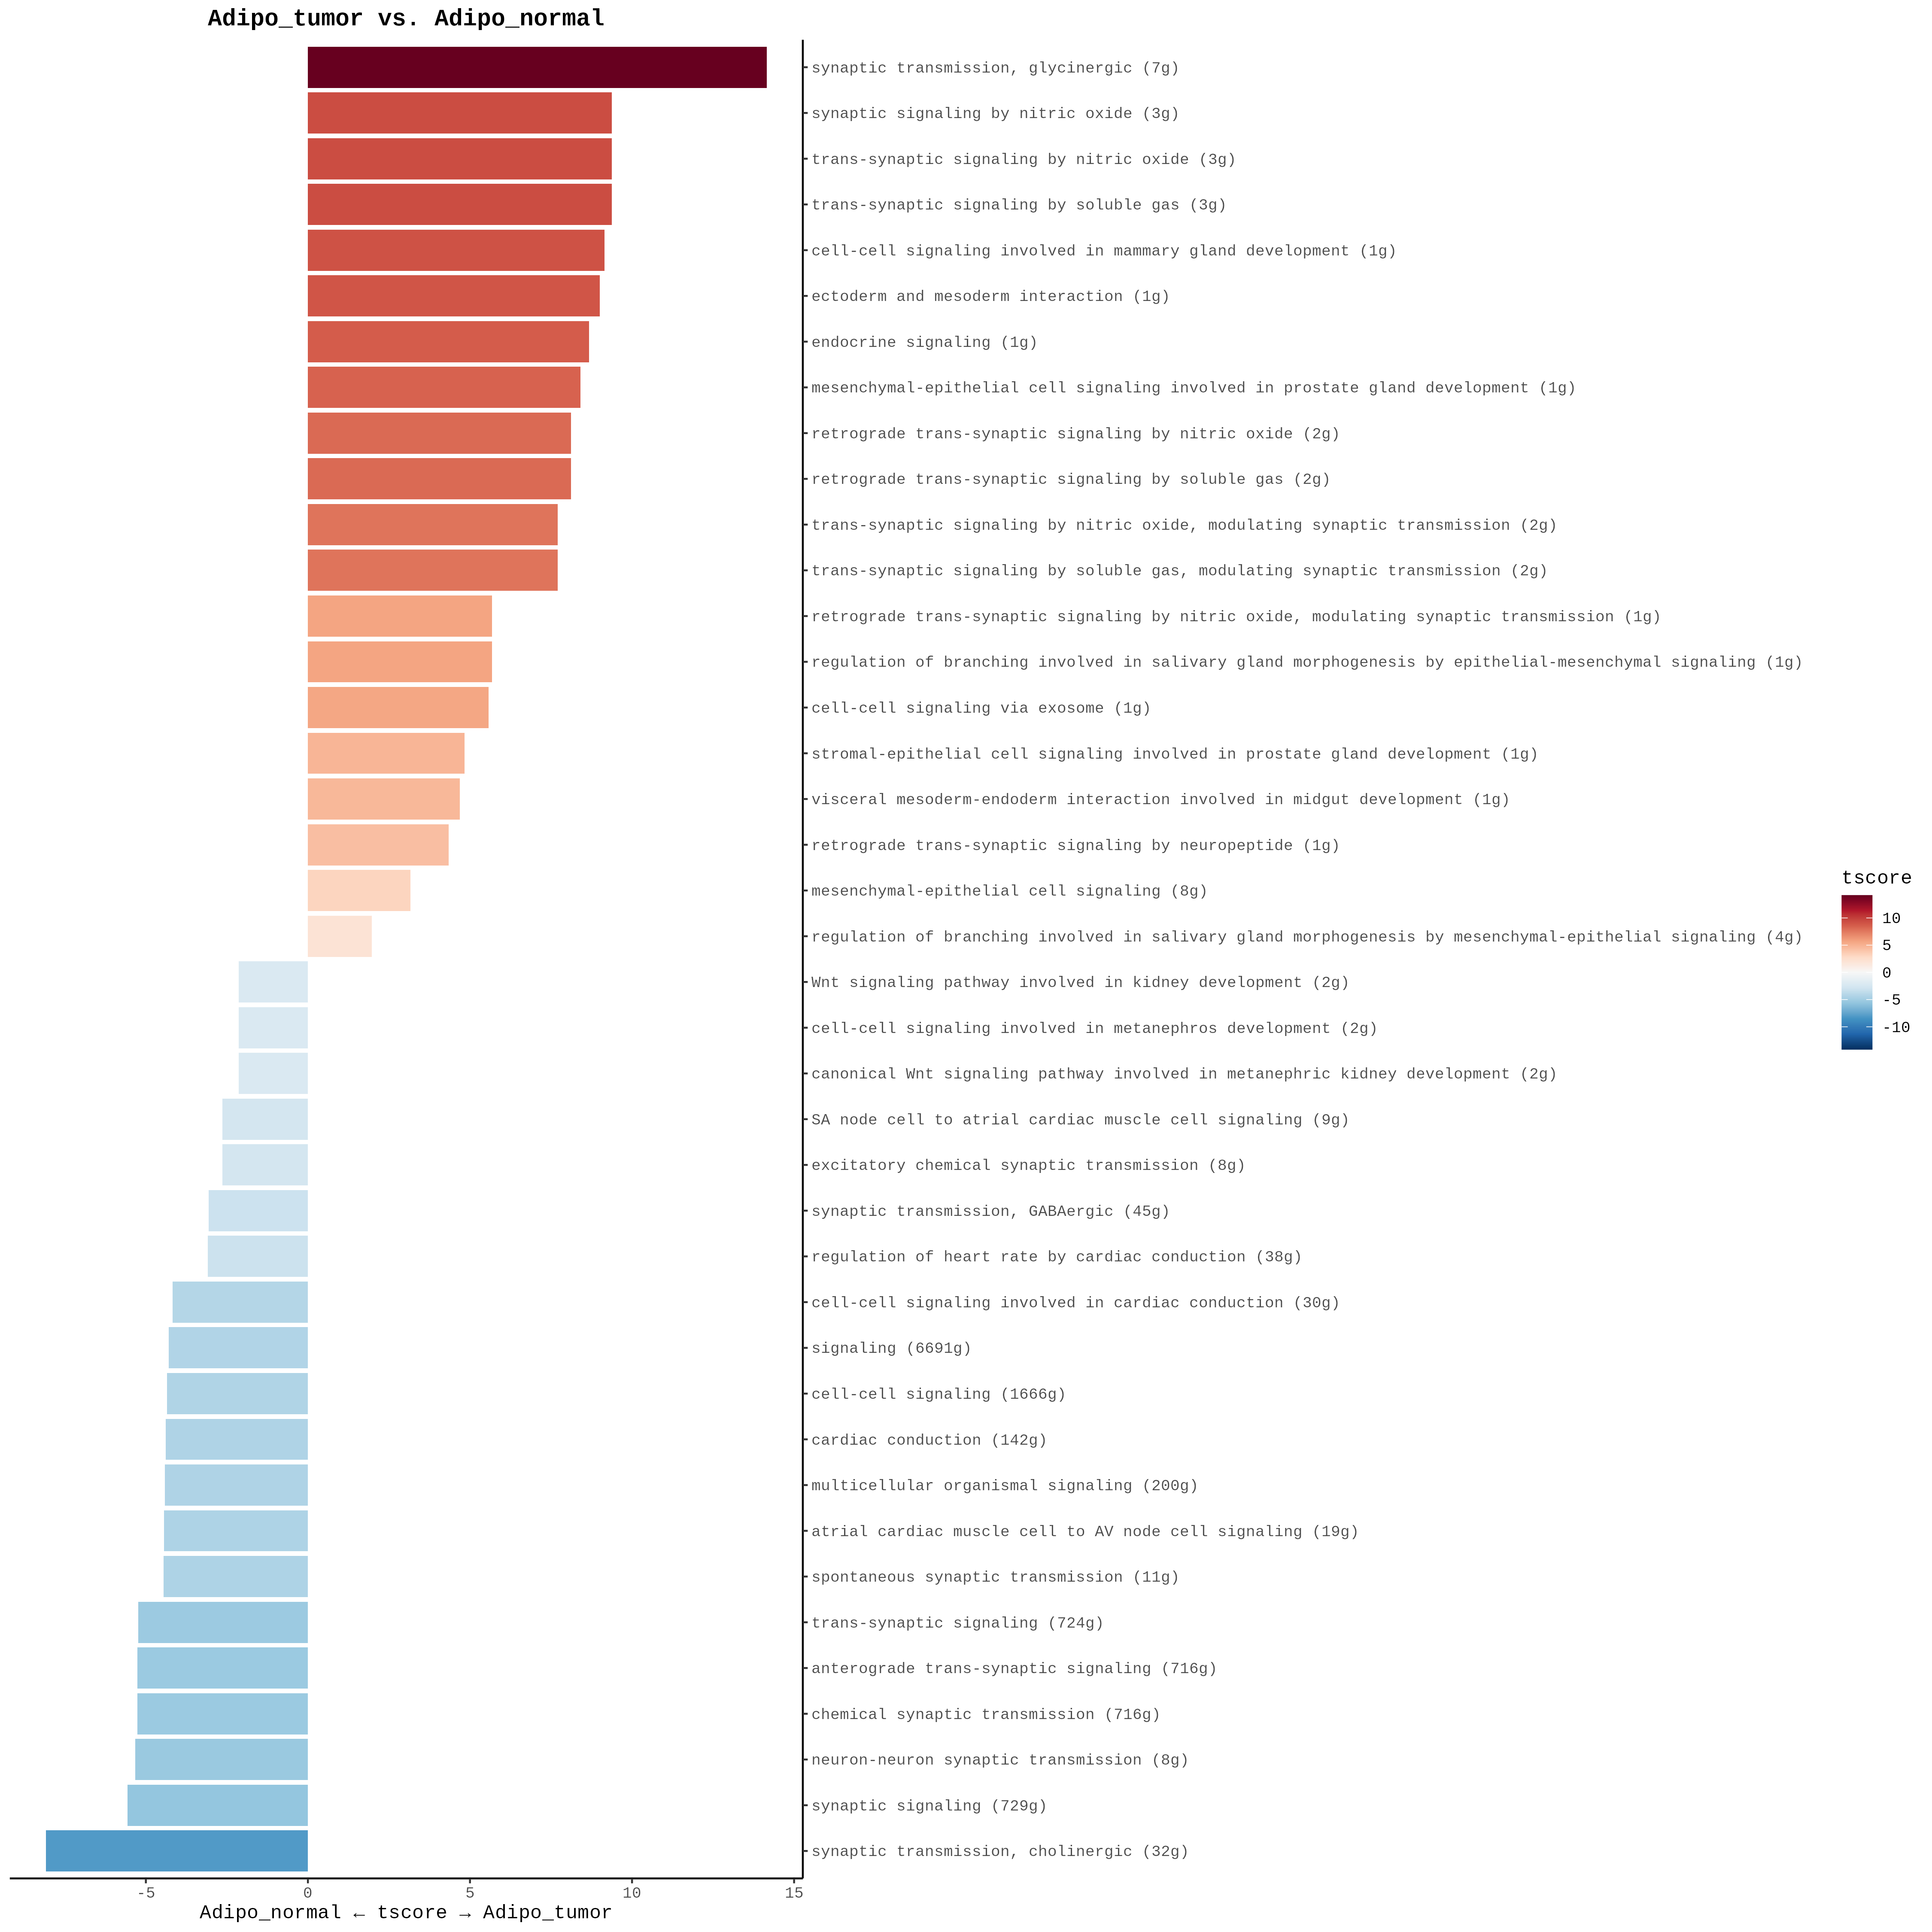 Adipo_tumor vs. Adipo_normal
synaptic transmission, glycinergic (7g)
synaptic signaling by nitric oxide (3g)
trans-synaptic signaling by nitric oxide (3g)
trans-synaptic signaling by soluble gas (3g)
cell-cell signaling involved in mammary gland development (1g)
ectoderm and mesoderm interaction (1g)
endocrine signaling (1g)
mesenchymal-epithelial cell signaling involved in prostate gland development (1g)
retrograde trans-synaptic signaling by nitric oxide (2g)
retrograde trans-synaptic signaling by soluble gas (2g)
trans-synaptic signaling by nitric oxide, modulating synaptic transmission (2g)
trans-synaptic signaling by soluble gas, modulating synaptic transmission (2g)
retrograde trans-synaptic signaling by nitric oxide, modulating synaptic transmission (1g)
regulation of branching involved in salivary gland morphogenesis by epithelial-mesenchymal signaling (1g)
cell-cell signaling via exosome (1g)
stromal-epithelial cell signaling involved in prostate gland development (1g)
visceral mesoderm-endoderm interaction involved in midgut development (1g)
retrograde trans-synaptic signaling by neuropeptide (1g)
mesenchymal-epithelial cell signaling (8g)
regulation of branching involved in salivary gland morphogenesis by mesenchymal-epithelial signaling (4g)
Wnt signaling pathway involved in kidney development (2g)
cell-cell signaling involved in metanephros development (2g)
canonical Wnt signaling pathway involved in metanephric kidney development (2g)
SA node cell to atrial cardiac muscle cell signaling (9g)
excitatory chemical synaptic transmission (8g)
synaptic transmission, GABAergic (45g)
regulation of heart rate by cardiac conduction (38g)
cell-cell signaling involved in cardiac conduction (30g)
signaling (6691g)
cell-cell signaling (1666g)
cardiac conduction (142g)
multicellular organismal signaling (200g)
atrial cardiac muscle cell to AV node cell signaling (19g)
spontaneous synaptic transmission (11g)
trans-synaptic signaling (724g)
anterograde trans-synaptic signaling (716g)
chemical synaptic transmission (716g)
neuron-neuron synaptic transmission (8g)
synaptic signaling (729g)
synaptic transmission, cholinergic (32g)
-5 0 5 10 15
Adipo_normal ← tscore → Adipo_tumor
tscore
10
5
0
-5
-10